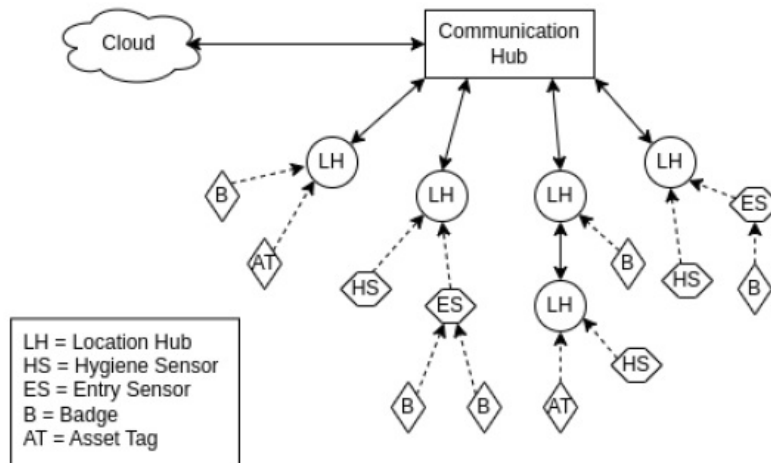 Cloud
Communication
Hub
LH
LH
B
LH
LH
ES
AT
HS
B
HS
B
ES
LH
HS
B
B
AT
LH = Location Hub
HS = Hygiene Sensor
ES = Entry Sensor
B = Badge
AT = Asset Tag